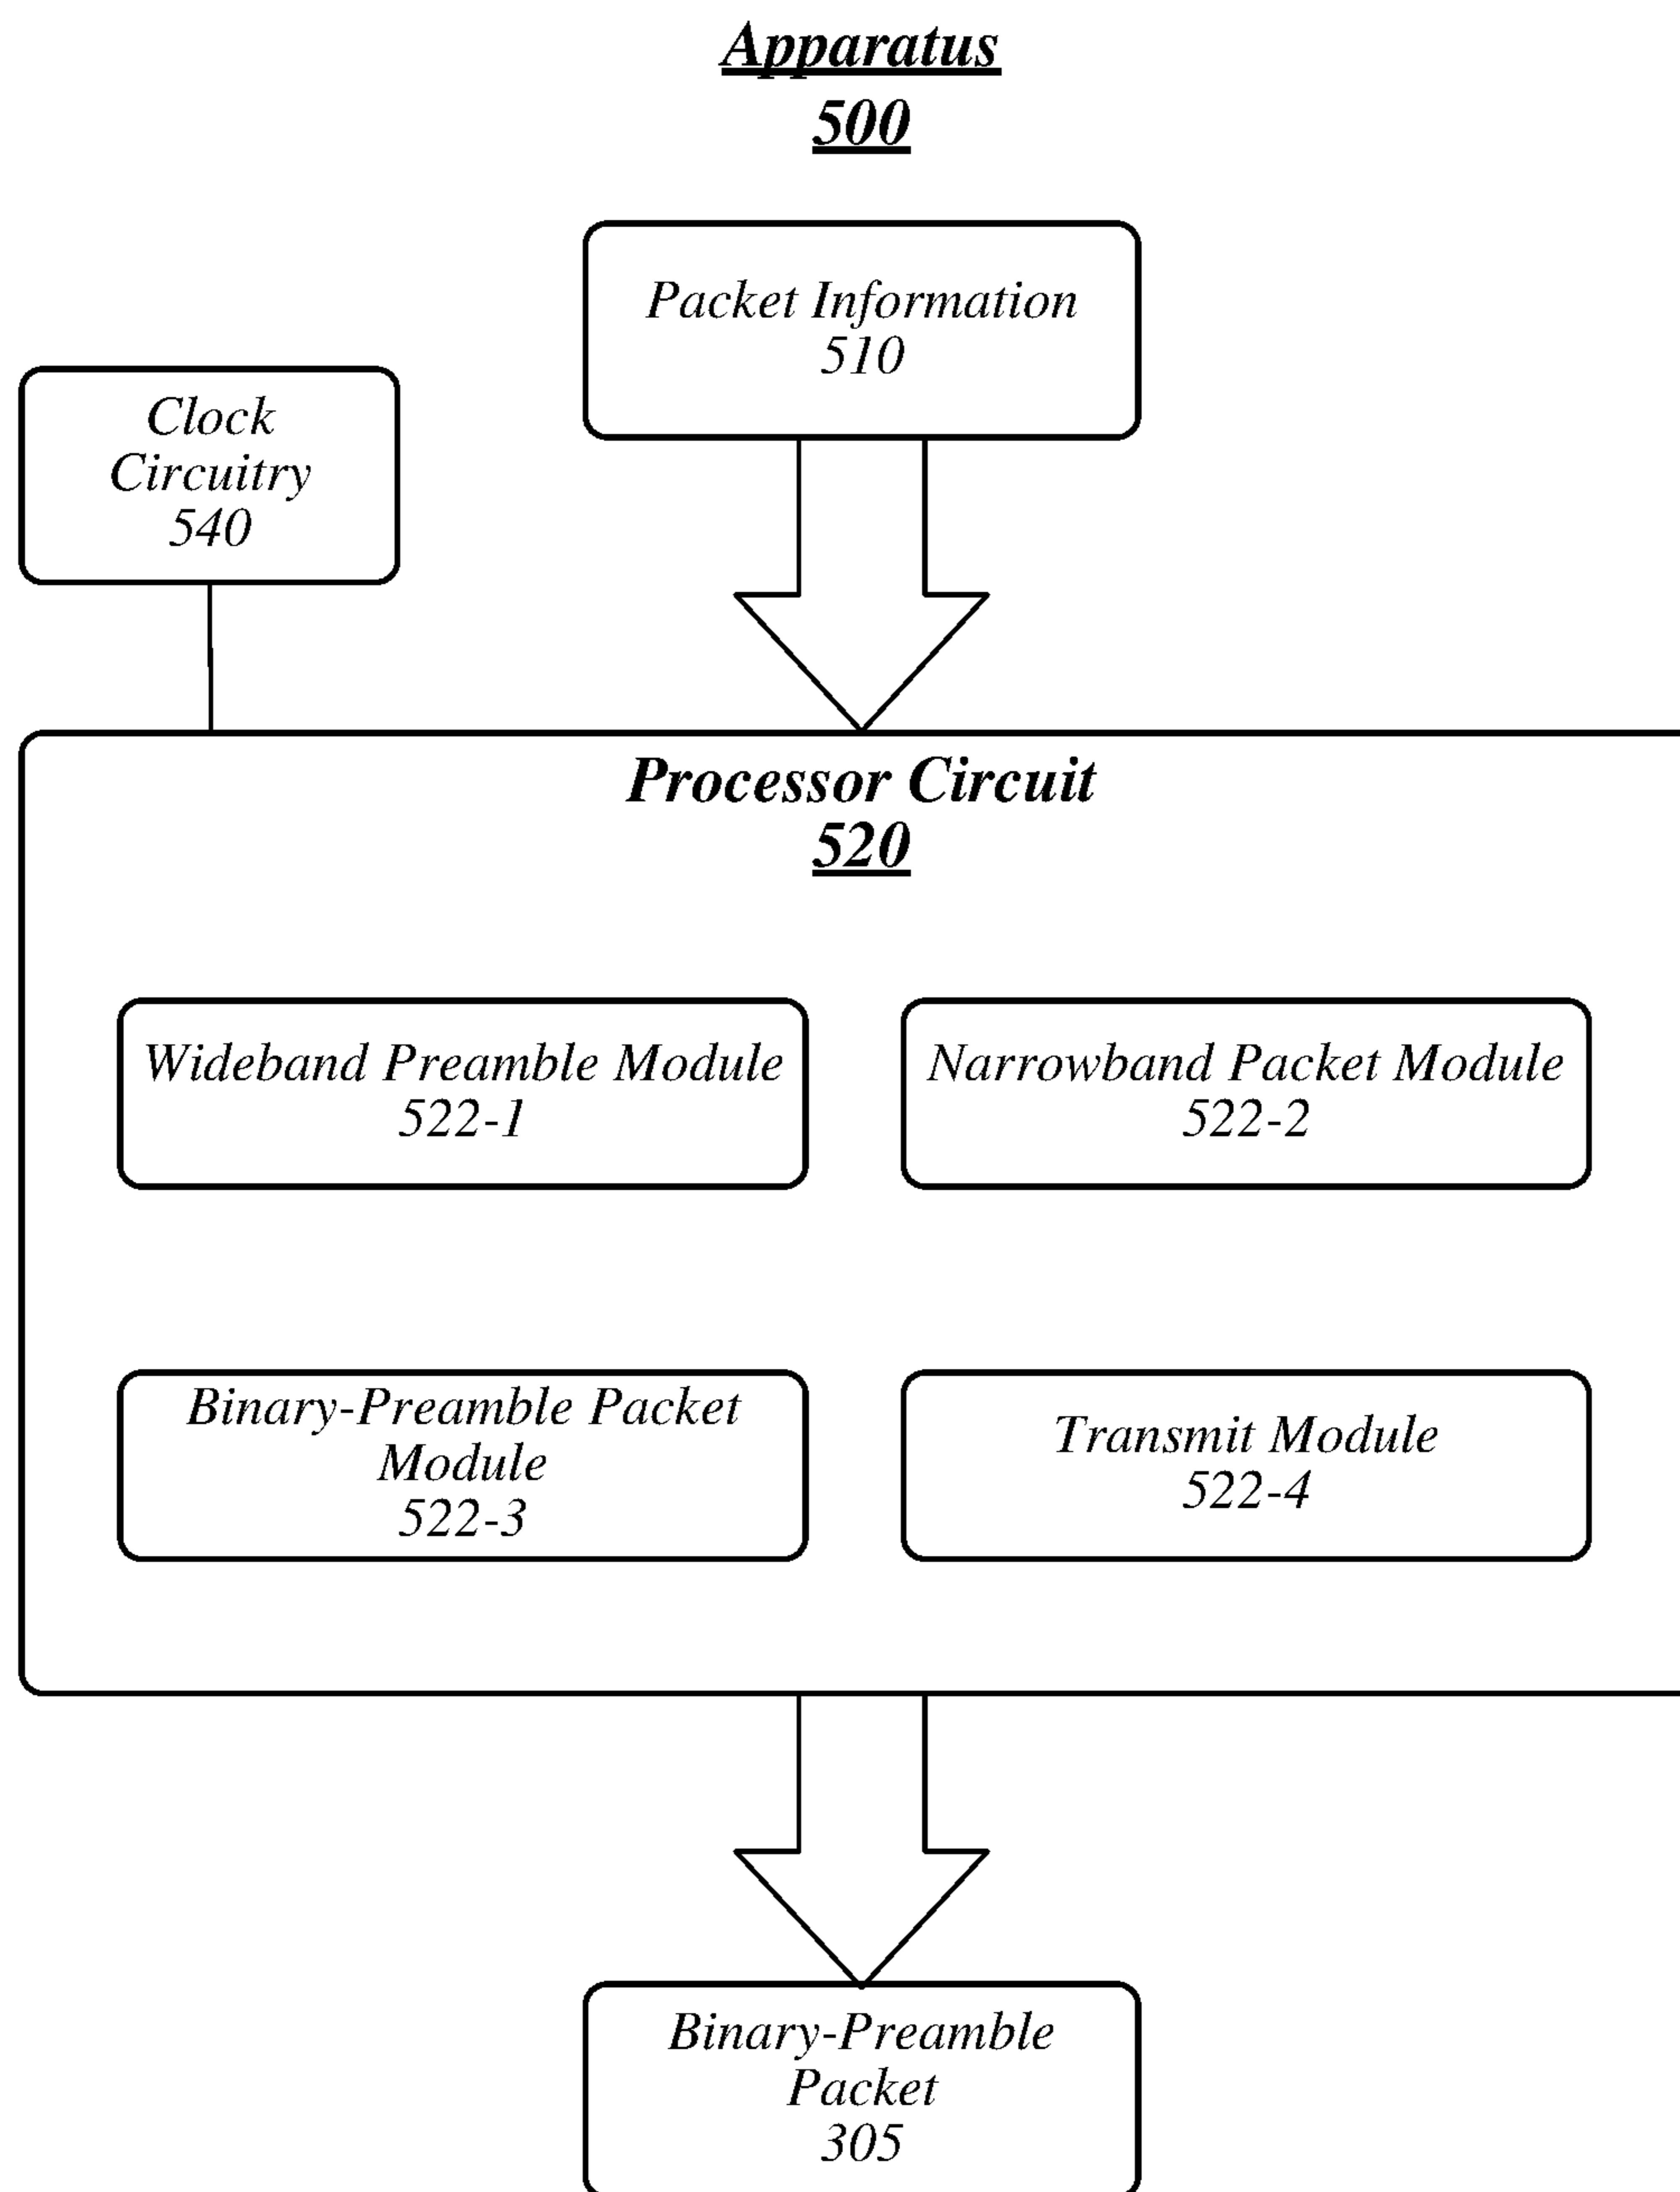 Apparatus
500
Packet Information
510
Clock
Circuitry
540
Processor Circuit
520
Wideband Preamble Module
522-1
Narrowband Packet Module
522-2
Binary-Preamble Packet
Module
522-3
Transmit Module
522-4
Binary-Preamble
Packet
305